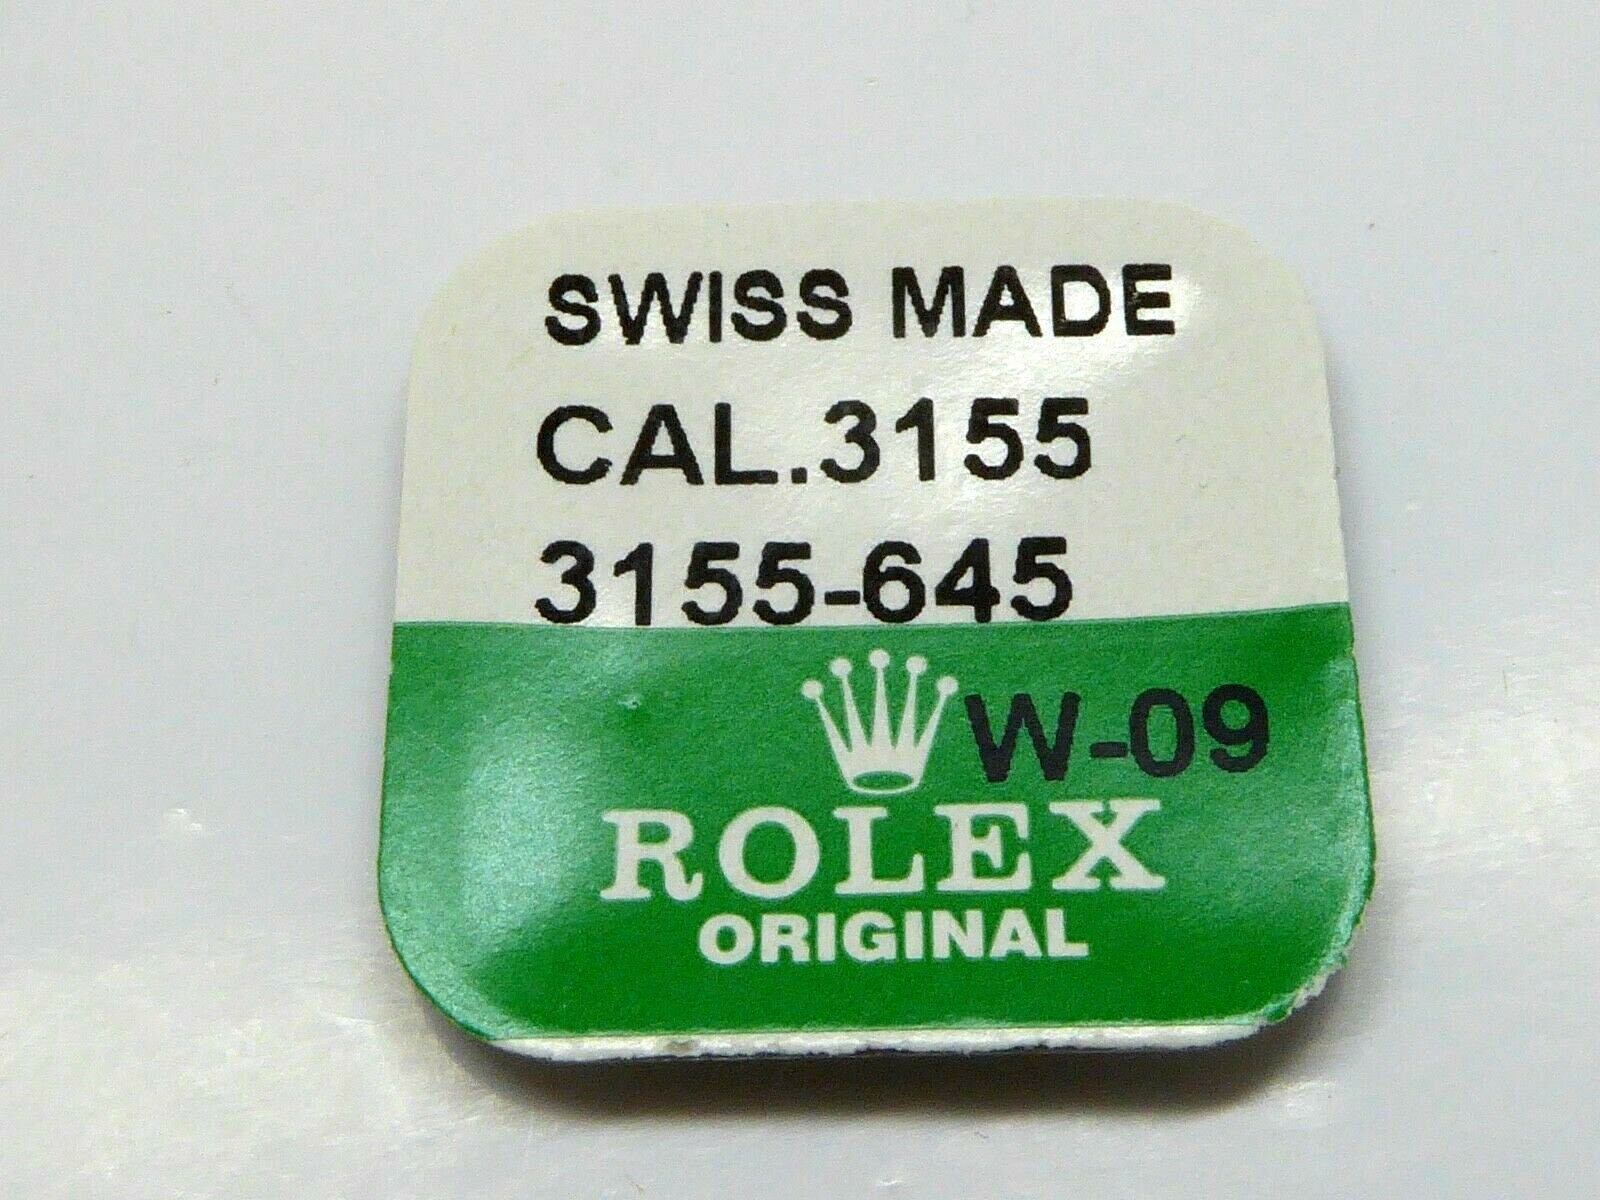 SWISS MADE
CAL.3155
3155-645
W-09
ROLEX
ORIGINAL